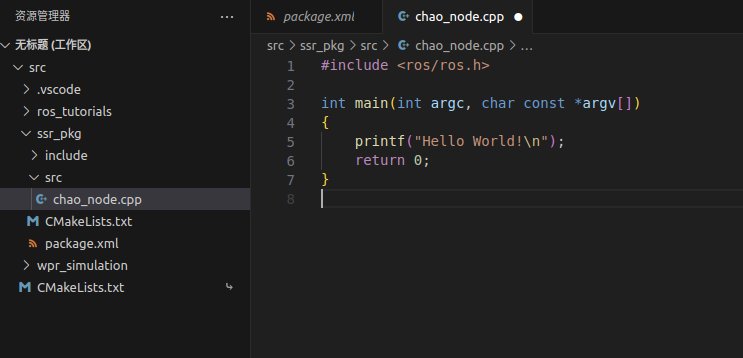 资源管理器 ...
无标题 (工作区)
src
.vscode
ros_tutorials
ssr_pkg
include
src
chao_node.cpp
CMakeLists.txt
package.xml
wpr_simulation
CMakeLists.txt
package.xml
chao_node.cpp
src > ssr_pkg > src > chao_node.cpp > ...
1 #include <ros/ros.h>
2
3 int main(int argc, char const *argv[])
4 {
5     printf("Hello World!\n");
6     return 0;
7 }
8